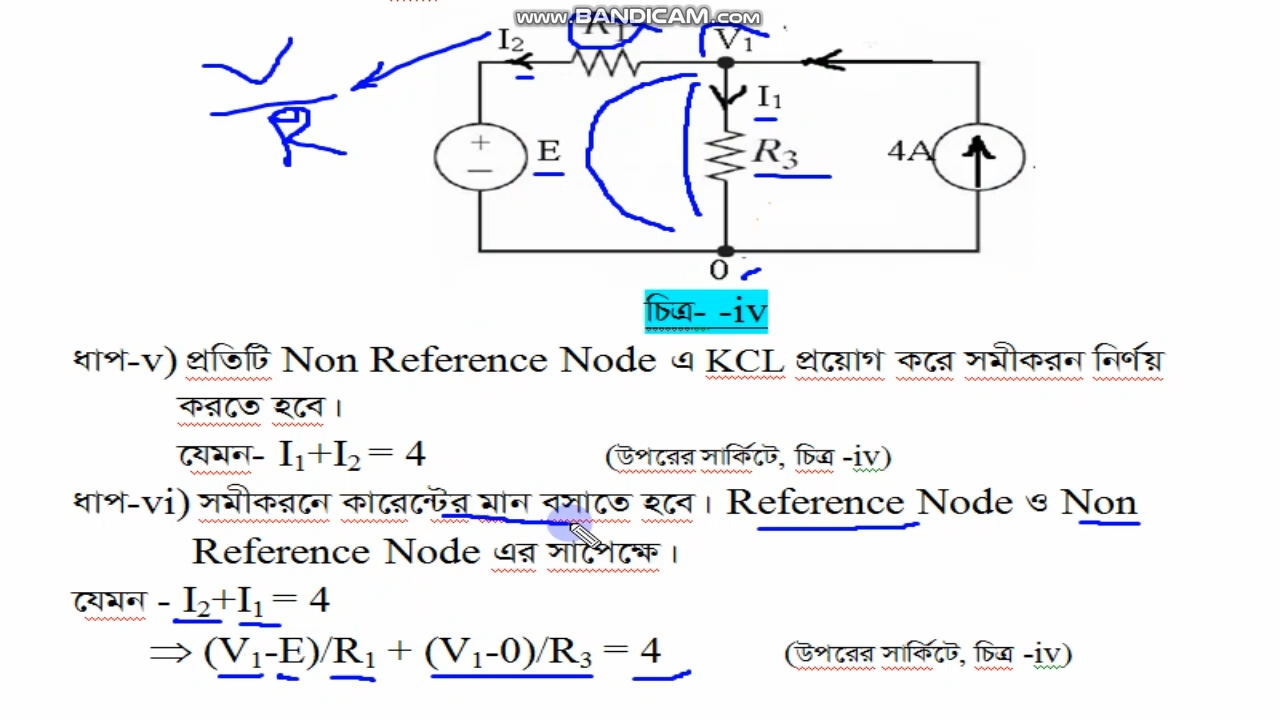 www.BANDICAM.com
I₂ R₁ V₁
I₁
V
R
E R₃ 4A
0
চিত্র- -iv
ধাপ-v) প্রতিটি Non Reference Node এ KCL প্রয়োগ করে সমীকরন নির্ণয়
করতে হবে।
যেমন- I₁+I₂ = 4 (উপরের সার্কিটে, চিত্র -iv)
ধাপ-vi) সমীকরনে কারেন্টের মান বসাতে হবে। Reference Node ও Non
Reference Node এর সাপেক্ষে।
যেমন - I₂+I₁ = 4
⇒ (V₁-E)/R₁ + (V₁-0)/R₃ = 4 (উপরের সার্কিটে, চিত্র -iv)